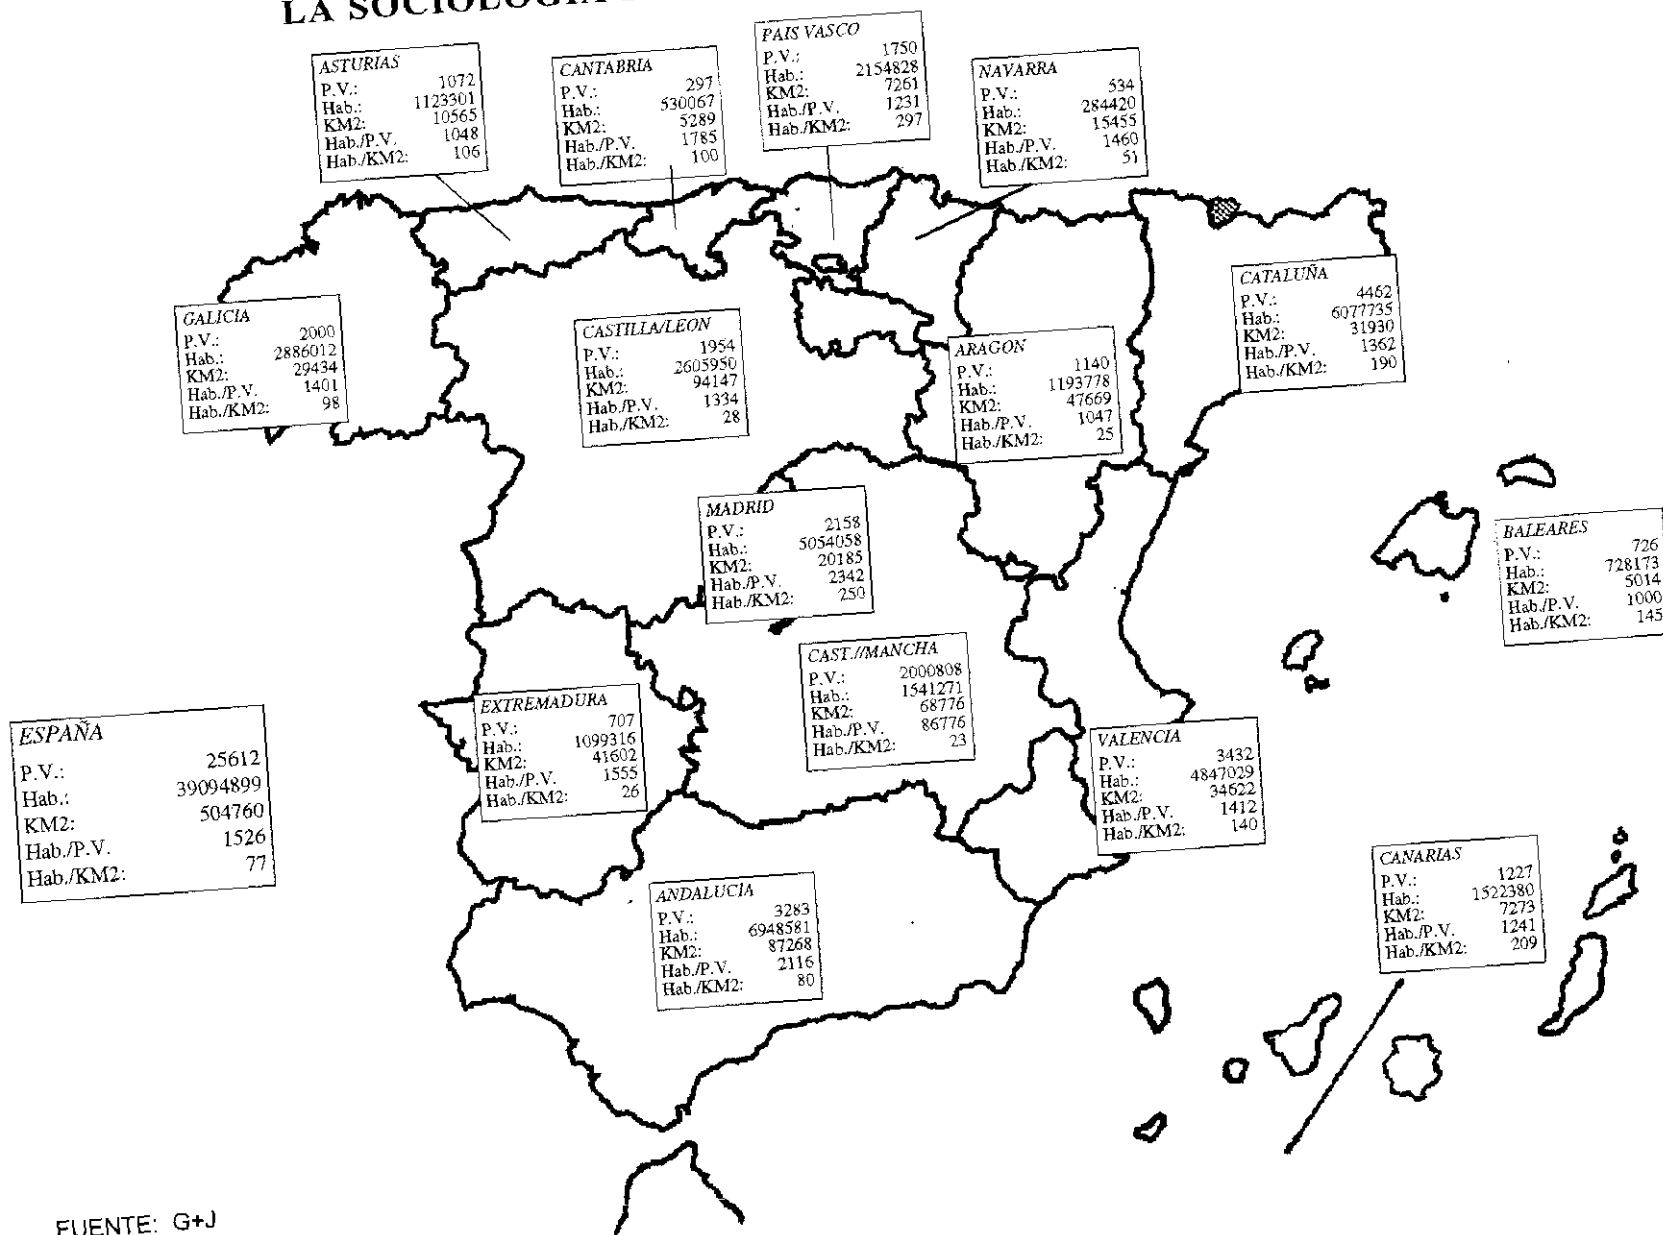 LA SOCIOLOGIA
ASTURIAS
P.V.: 1072
Hab.: 1123301
KM2: 10565
Hab./P.V. 1048
Hab./KM2: 106
CANTABRIA
P.V.: 297
Hab.: 530067
KM2: 5289
Hab./P.V. 1785
Hab./KM2: 100
PAIS VASCO
P.V.: 1750
Hab.: 2154828
KM2: 7261
Hab./P.V. 1231
Hab./KM2: 297
NAVARRA
P.V.: 534
Hab.: 284420
KM2: 15455
Hab./P.V. 1460
Hab./KM2: 51
GALICIA
P.V.: 2000
Hab.: 2886012
KM2: 29434
Hab./P.V. 1401
Hab./KM2: 98
CASTILLA/LEON
P.V.: 1954
Hab.: 2605950
KM2: 94147
Hab./P.V. 1334
Hab./KM2: 28
ARAGON
P.V.: 1140
Hab.: 1193778
KM2: 47669
Hab./P.V. 1047
Hab./KM2: 25
CATALUÑA
P.V.: 4462
Hab.: 6077735
KM2: 31930
Hab./P.V. 1362
Hab./KM2: 190
MADRID
P.V.: 2158
Hab.: 5054058
KM2: 20185
Hab./P.V. 2342
Hab./KM2: 250
BALEARES
P.V.: 726
Hab.: 728173
KM2: 5014
Hab./P.V. 1000
Hab./KM2: 145
CAST.//MANCHA
P.V.: 2000808
Hab.: 1541271
KM2: 68776
Hab./P.V. 86776
Hab./KM2: 23
EXTREMADURA
P.V.: 707
Hab.: 1099316
KM2: 41602
Hab./P.V. 1555
Hab./KM2: 26
ESPAÑA
P.V.: 25612
Hab.: 39094899
KM2: 504760
Hab./P.V. 1526
Hab./KM2: 77
VALENCIA
P.V.: 3432
Hab.: 4847029
KM2: 34622
Hab./P.V. 1412
Hab./KM2: 140
ANDALUCIA
P.V.: 3283
Hab.: 6948581
KM2: 87268
Hab./P.V. 2116
Hab./KM2: 80
CANARIAS
P.V.: 1227
Hab.: 1522380
KM2: 7273
Hab./P.V. 1241
Hab./KM2: 209
FUENTE: G+J